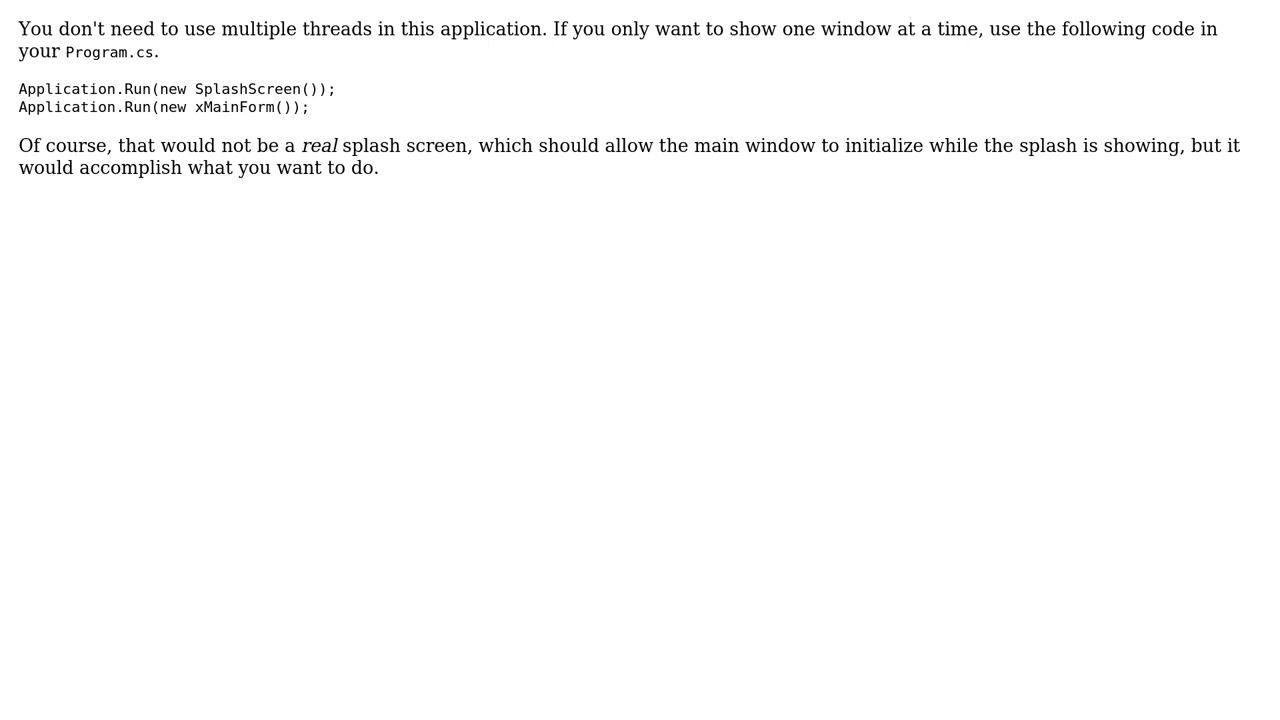 You don't need to use multiple threads in this application. If you only want to show one window at a time, use the following code in
your Program.cs.
Application.Run(new SplashScreen());
Application.Run(new xMainForm());
Of course, that would not be a real splash screen, which should allow the main window to initialize while the splash is showing, but it
would accomplish what you want to do.